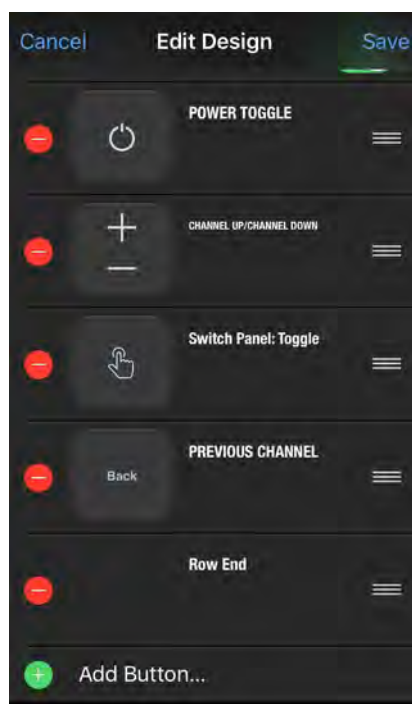 Cancel Edit Design Save
POWER TOGGLE
CHANNEL UP/CHANNEL DOWN
Switch Panel: Toggle
PREVIOUS CHANNEL
Back
Row End
Add Button...